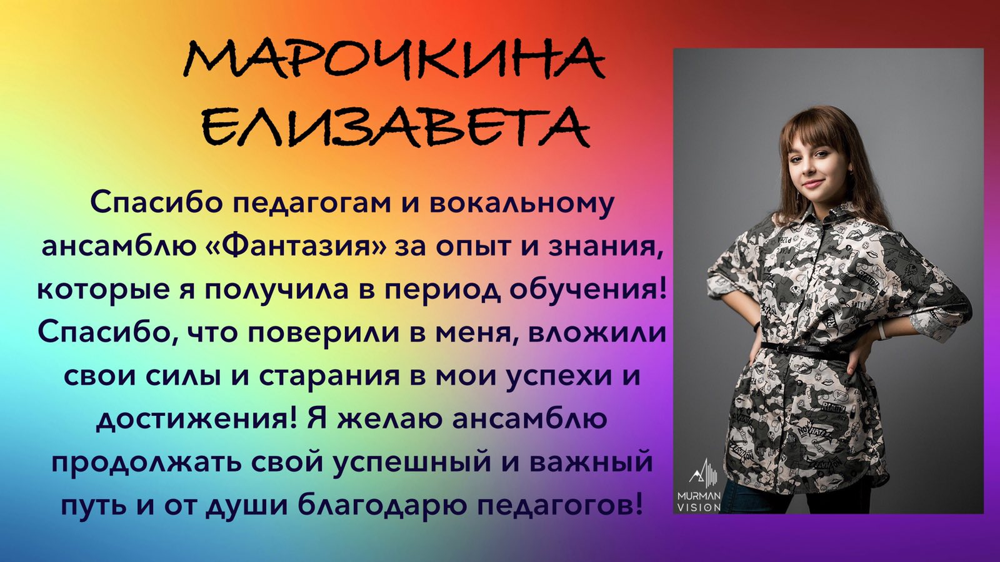 МАРОЧКИНА
ЕЛИЗАВЕТА
Спасибо педагогам и вокальному
ансамблю «Фантазия» за опыт и знания,
которые я получила в период обучения!
Спасибо, что поверили в меня, вложили
свои силы и старания в мои успехи и
достижения! Я желаю ансамблю
продолжать свой успешный и важный
путь и от души благодарю педагогов!
MURMAN
VISION